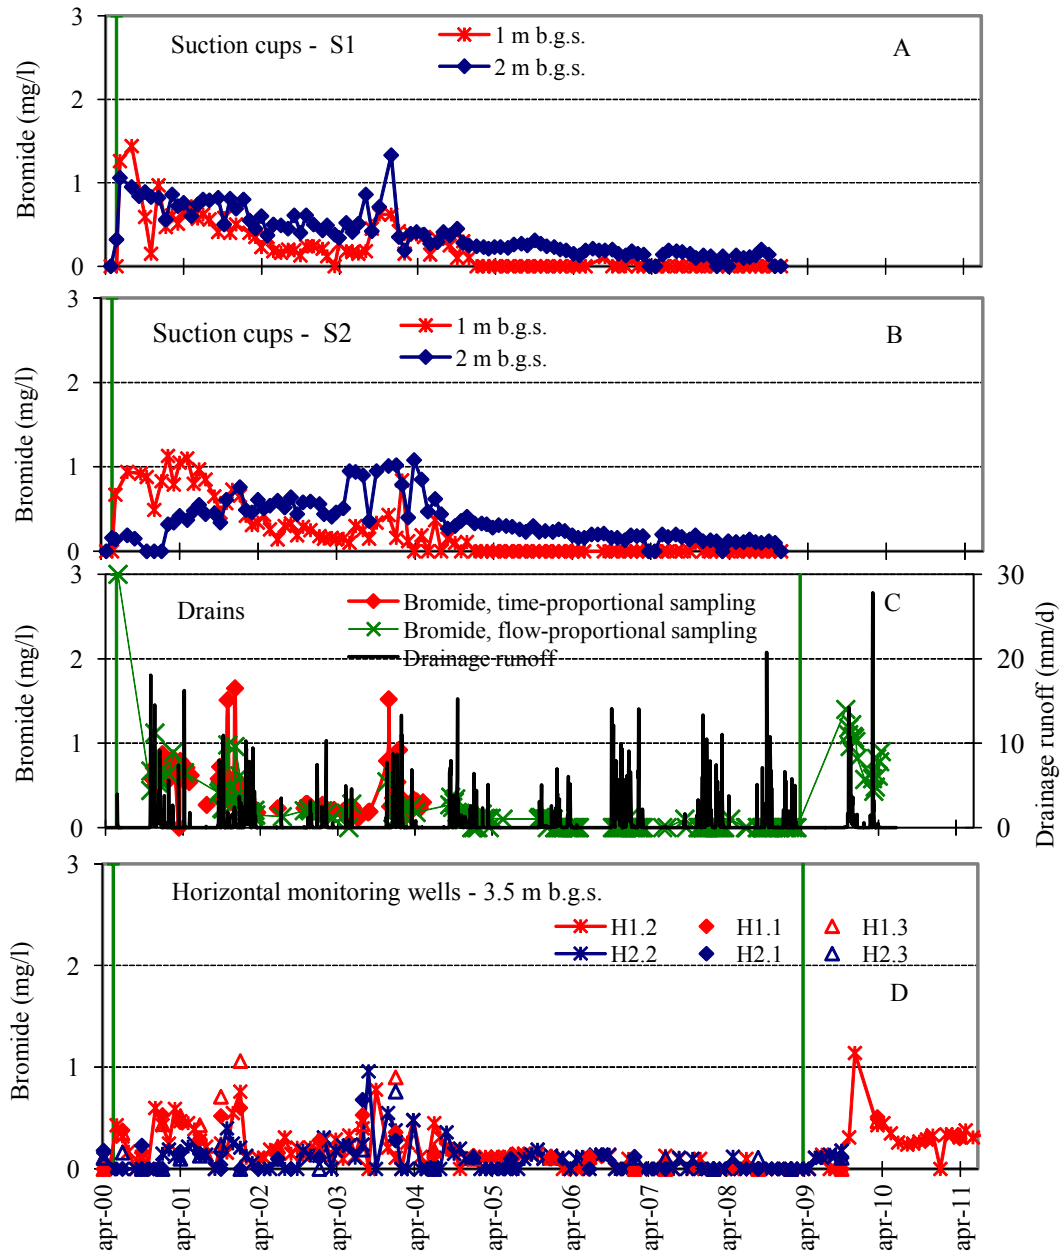 3
2
1
0
Bromide (mg/l)
Suction cups - S1
1 m b.g.s.
2 m b.g.s.
A
3
2
1
0
Bromide (mg/l)
Suction cups - S2
1 m b.g.s.
2 m b.g.s.
B
3
2
1
0
Bromide (mg/l)
Drains
Bromide, time-proportional sampling
Bromide, flow-proportional sampling
Drainage runoff
C
30
20
10
0
Drainage runoff (mm/d)
3
2
1
0
Bromide (mg/l)
Horizontal monitoring wells - 3.5 m b.g.s.
H1.2 H1.1 H1.3
H2.2 H2.1 H2.3
D
apr-00 apr-01 apr-02 apr-03 apr-04 apr-05 apr-06 apr-07 apr-08 apr-09 apr-10 apr-11